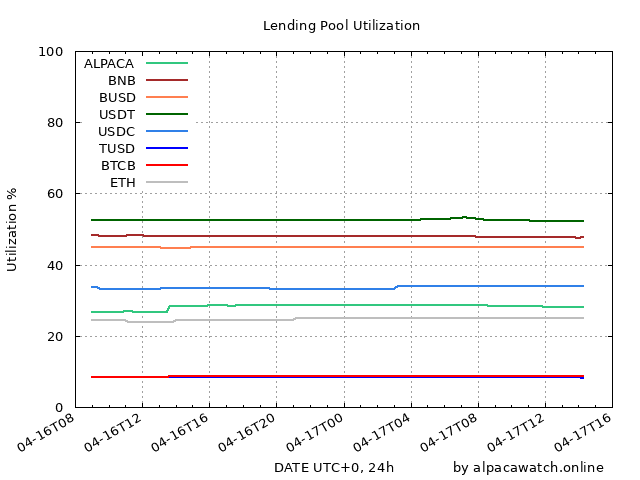 Lending Pool Utilization
100
80
60
40
20
0
Utilization %
ALPACA
BNB
BUSD
USDT
USDC
TUSD
BTCB
ETH
04-16T08
04-16T12
04-16T16
04-16T20
04-17T00
04-17T04
04-17T08
04-17T12
04-17T16
DATE UTC+0, 24h
by alpacawatch.online